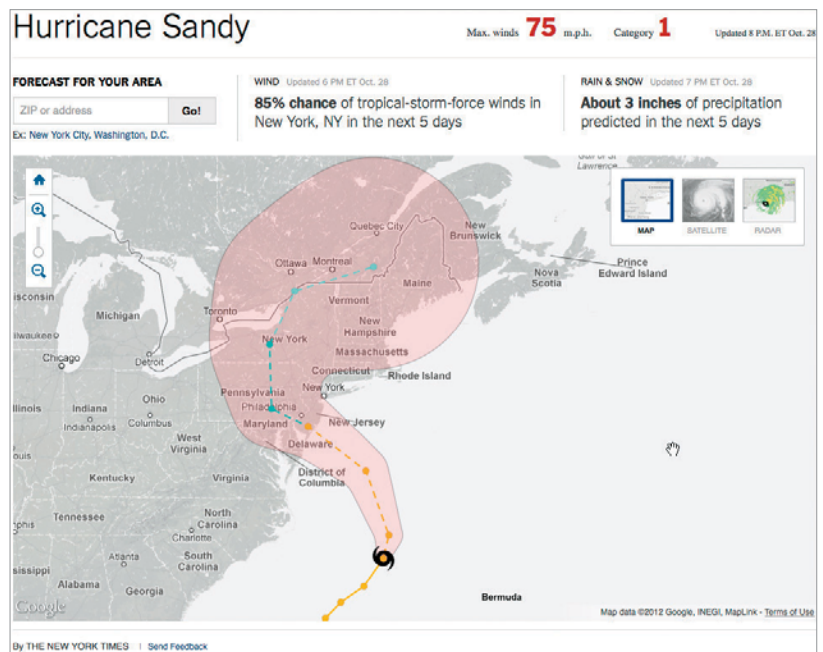 Hurricane Sandy
Max. winds 75 m.p.h. Category 1 Updated 8 P.M. ET Oct. 28
FORECAST FOR YOUR AREA
ZIP or address Go!
Ex: New York City, Washington, D.C.
WIND Updated 6 PM ET Oct. 28
85% chance of tropical-storm-force winds in
New York, NY in the next 5 days
RAIN & SNOW Updated 7 PM ET Oct. 28
About 3 inches of precipitation
predicted in the next 5 days
Lawrence
MAP SATELLITE RADAR
Quebec City
New
Brunswick
Ottawa Montreal
Prince
Edward Island
Nova
Scotia
Maine
isconsin
Michigan
Toronto
Vermont
New
Hampshire
ilwaukee
New York
Massachusetts
Chicago
Detroit
Connecticut
Rhode Island
Pennsylvania
New York
Ohio
Philadelphia
llinois
Indiana
Indianapolis
Columbus
Maryland
New Jersey
West
Virginia
Delaware
ouis
District of
Columbia
Kentucky
Virginia
Tennessee
North
Carolina
phis
Charlotte
Atlanta
South
Carolina
sissippi
Alabama
Georgia
Bermuda
Google
Map data ©2012 Google, INEGI, MapLink - Terms of Use
By THE NEW YORK TIMES | Send Feedback